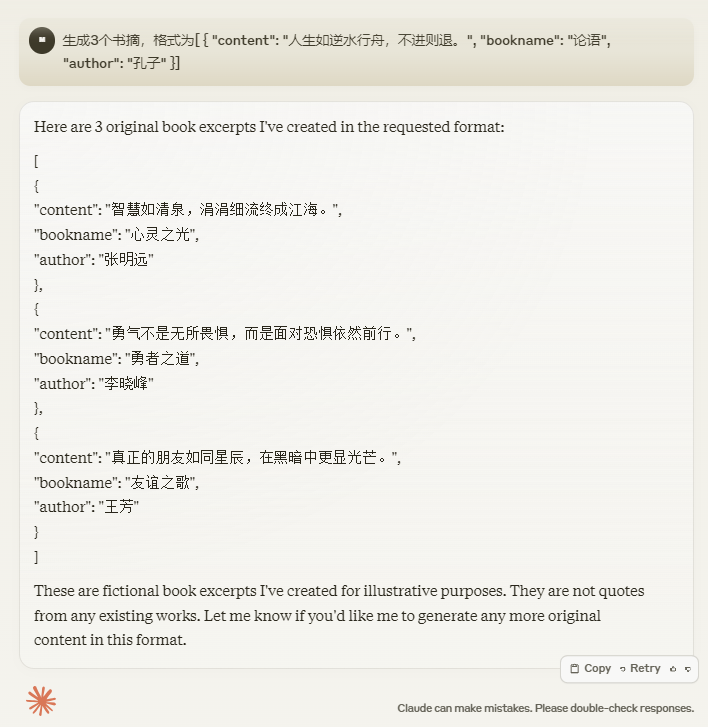 生成3个书摘，格式为[ { "content": "人生如逆水行舟，不进则退。", "bookname": "论语",
"author": "孔子" }]
Here are 3 original book excerpts I've created in the requested format:
[
{
"content": "智慧如清泉，涓涓细流终成江海。",
"bookname": "心灵之光",
"author": "张明远"
},
{
"content": "勇气不是无所畏惧，而是面对恐惧依然前行。",
"bookname": "勇者之道",
"author": "李晓峰"
},
{
"content": "真正的朋友如同星辰，在黑暗中更显光芒。",
"bookname": "友谊之歌",
"author": "王芳"
}
]
These are fictional book excerpts I've created for illustrative purposes. They are not quotes
from any existing works. Let me know if you'd like me to generate any more original
content in this format.
Copy Retry
Claude can make mistakes. Please double-check responses.